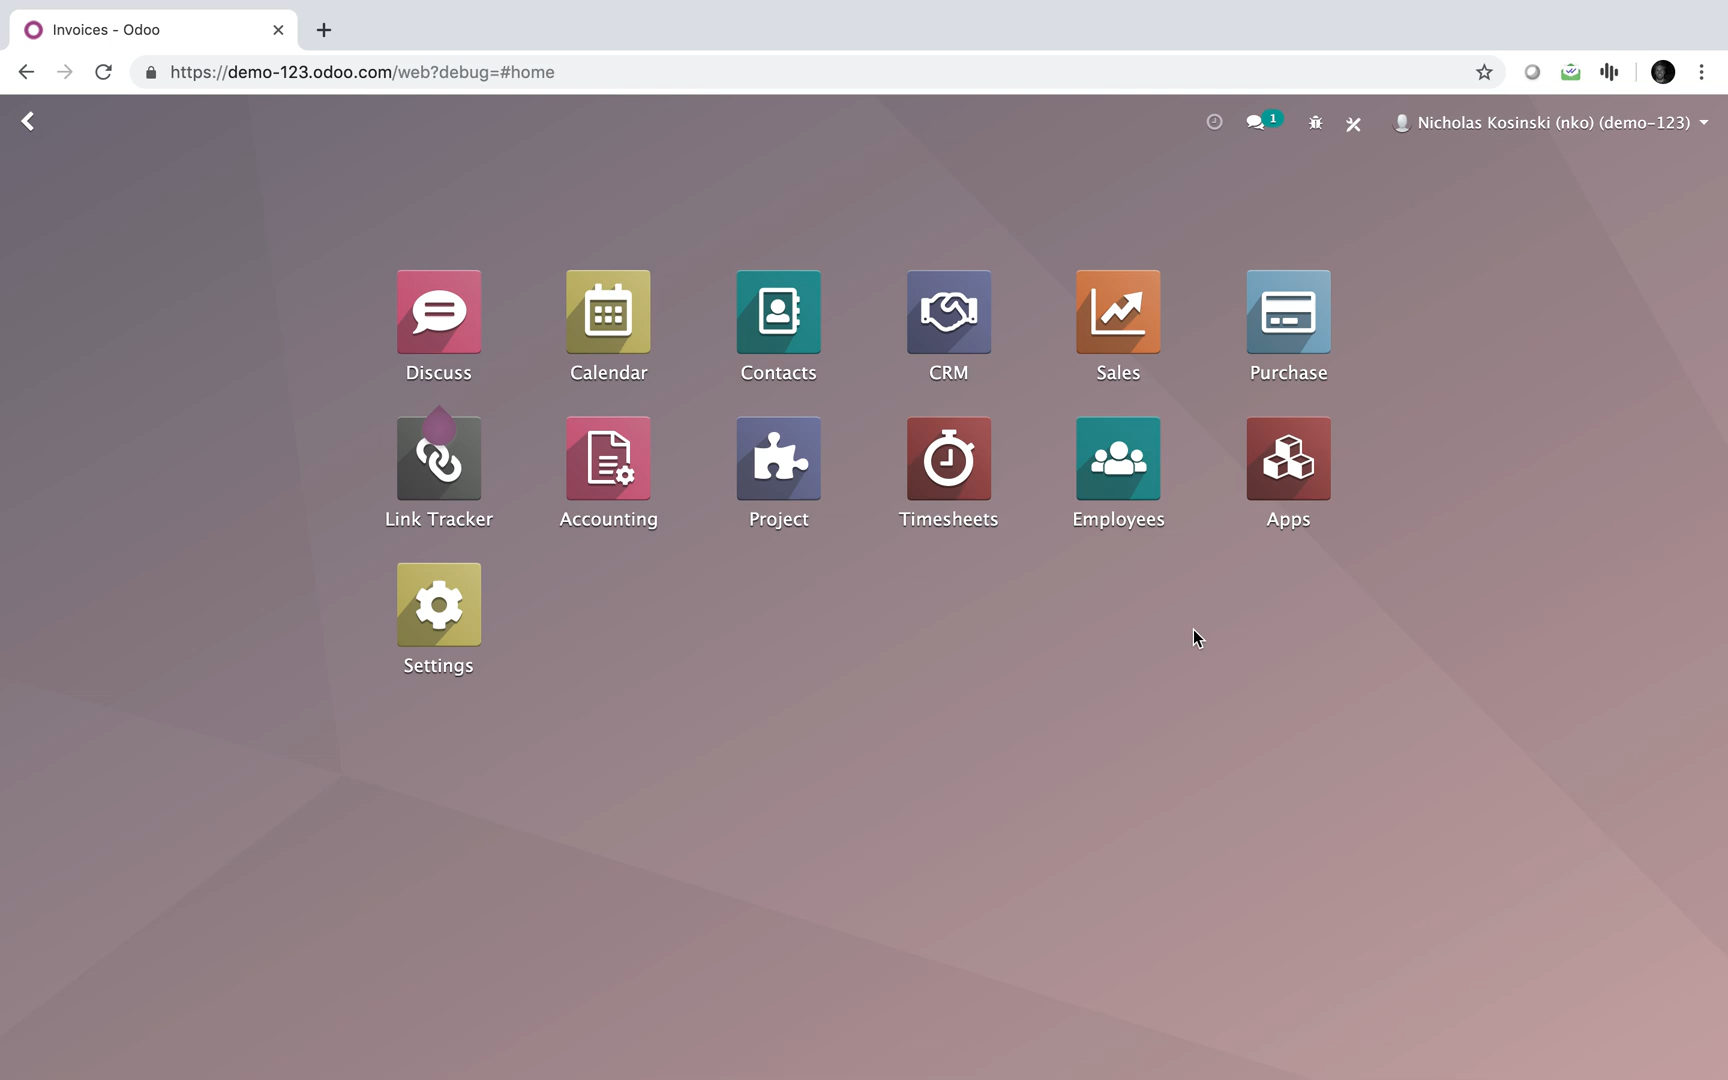 Invoices - Odoo
https://demo-123.odoo.com/web?debug=#home
1
Nicholas Kosinski (nko) (demo-123)
Discuss
Calendar
Contacts
CRM
Sales
Purchase
Link Tracker
Accounting
Project
Timesheets
Employees
Apps
Settings